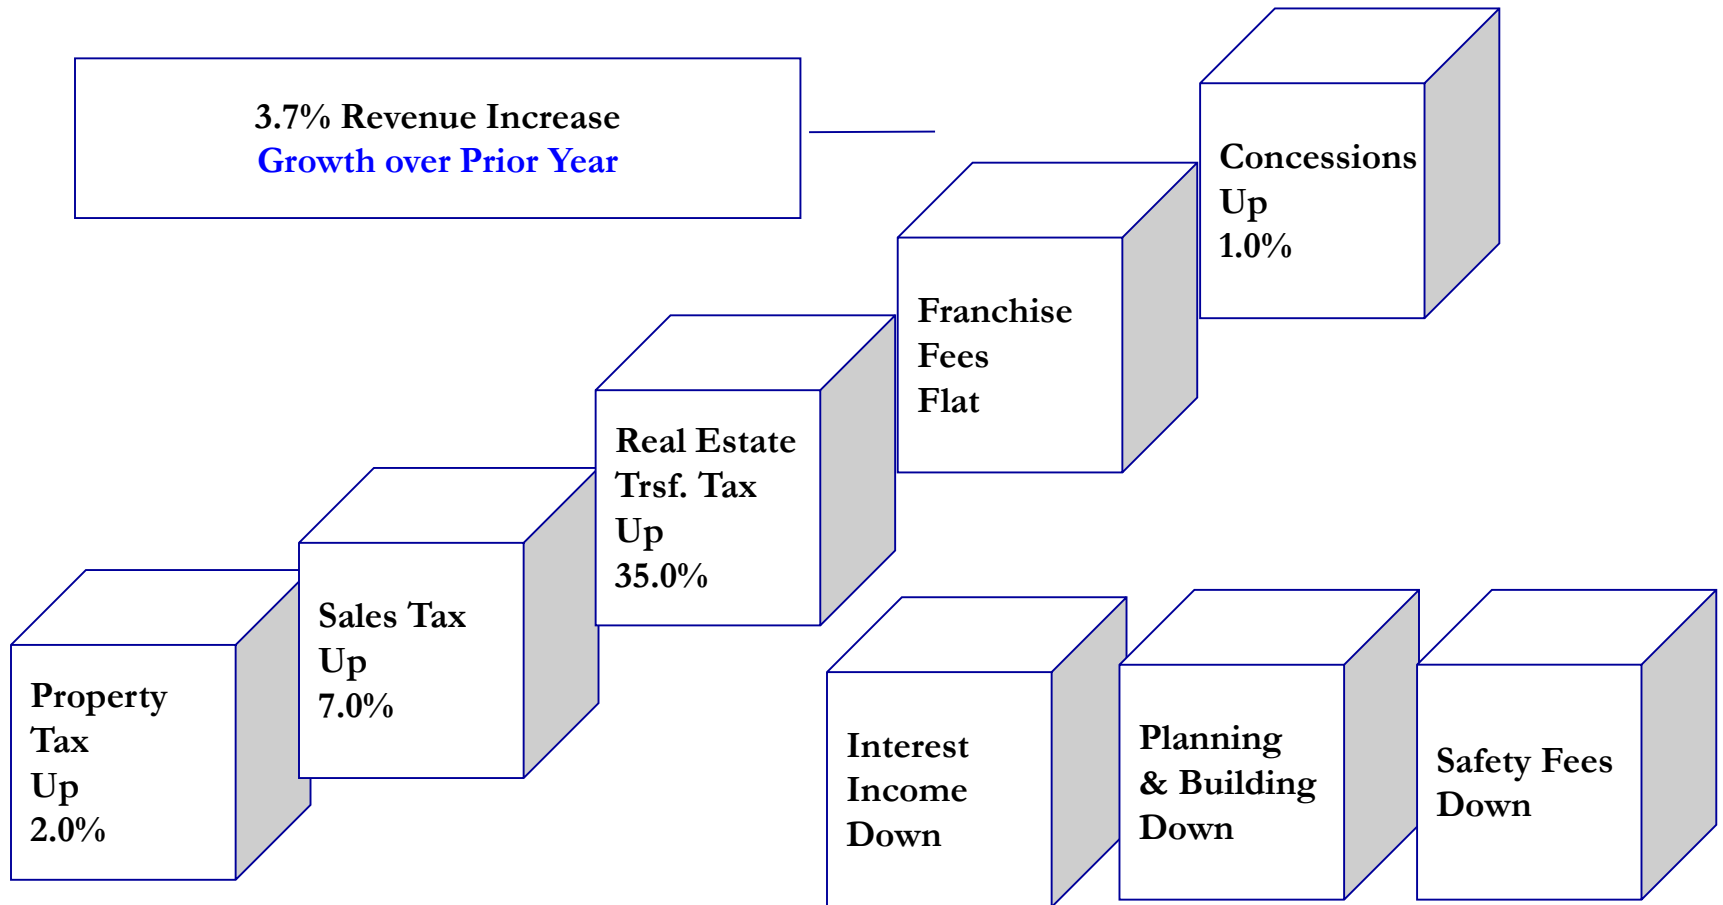 3.7% Revenue Increase
Growth over Prior Year
Concessions
Up
1.0%
Franchise
Fees
Flat
Real Estate
Trsf. Tax
Up
35.0%
Sales Tax
Up
7.0%
Property
Tax
Up
2.0%
Interest
Income
Down
Planning
& Building
Down
Safety Fees
Down